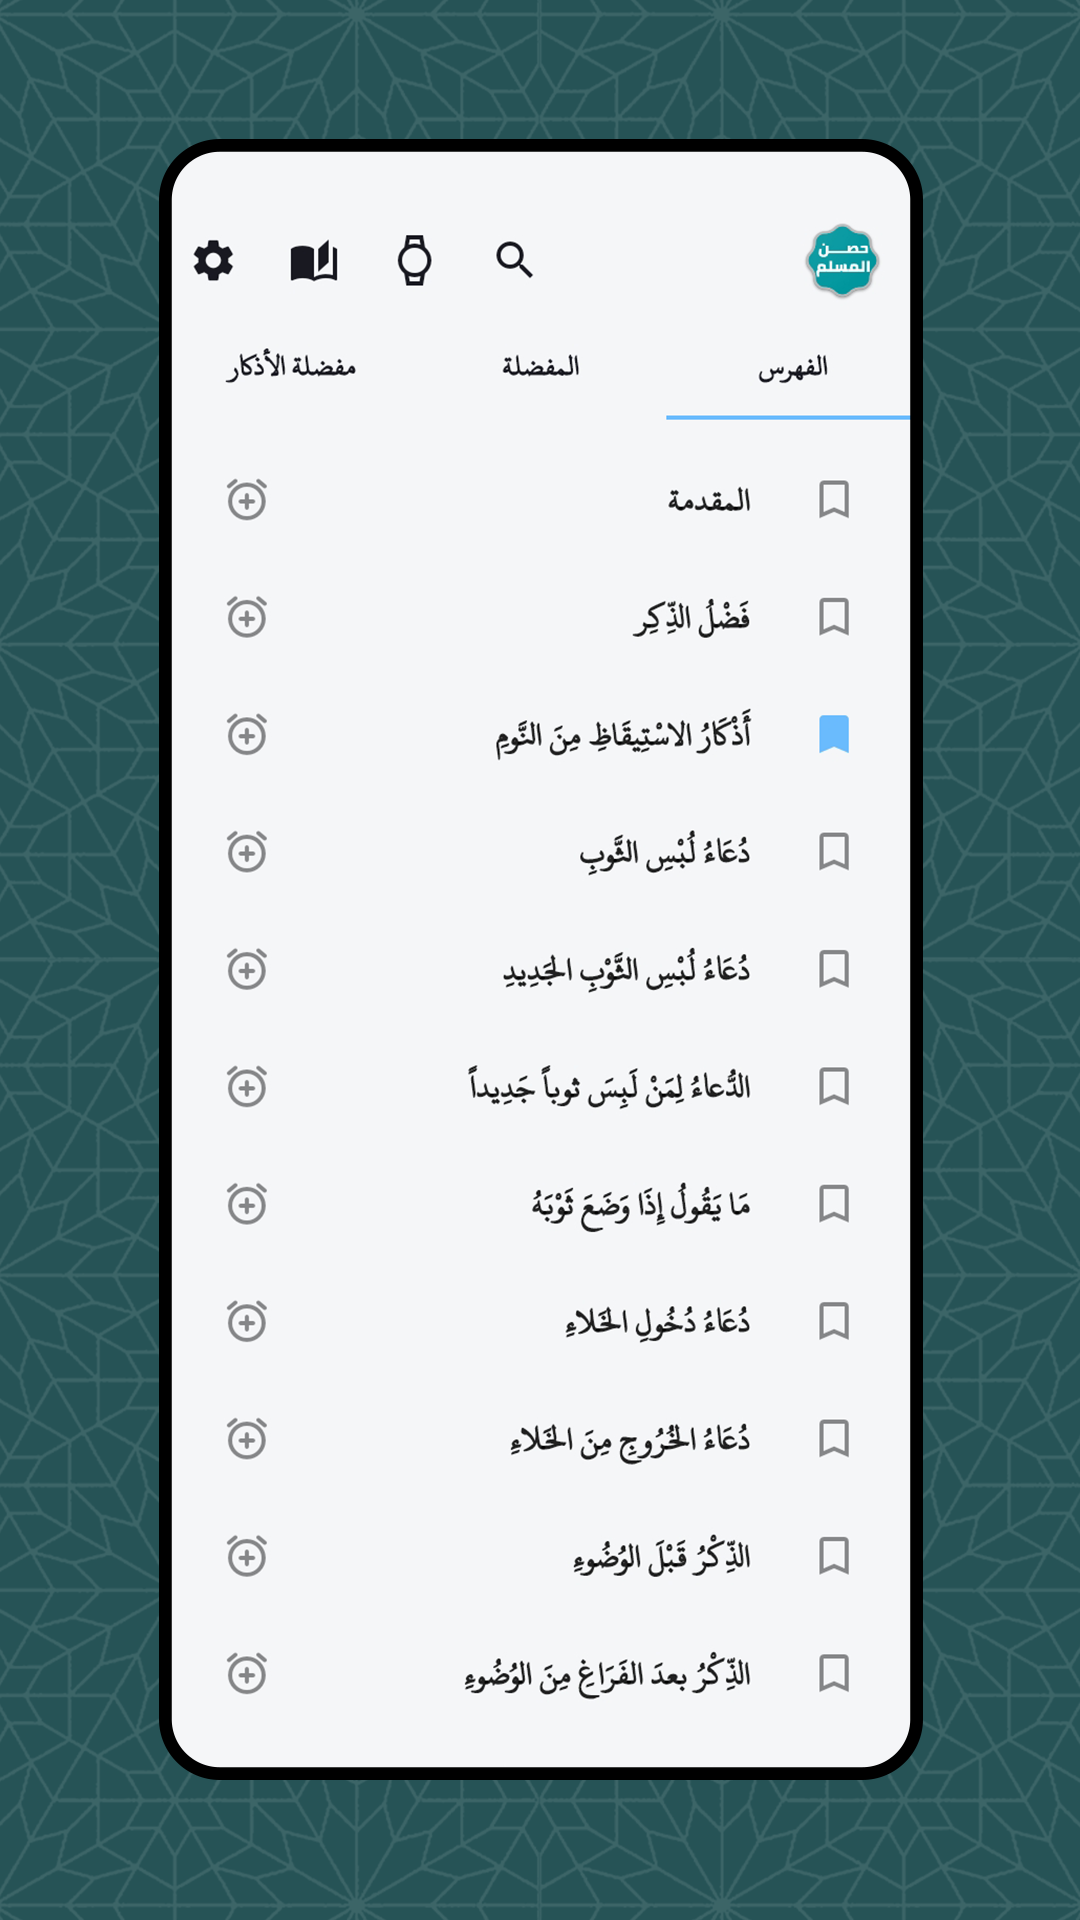 حصن
المسلم
الفهرس
المفضلة
مفضلة الأذكار
المقدمة
فَضْلُ الذِّكِر
أَذْكَارُ الاسْتِيقَاظِ مِنَ النَّومِ
دُعَاءُ لُبْسِ الثَّوبِ
دُعَاءُ لُبْسِ الثَّوْبِ الجَدِيدِ
الدُّعاءُ لِمَنْ لَبِسَ ثوباً جَدِيداً
مَا يَقُولُ إِذَا وَضَعَ ثَوْبَهُ
دُعَاءُ دُخُولِ الخَلاءِ
دُعَاءُ الخُرُوجِ مِنَ الخَلاءِ
الذِّكْرُ قَبْلَ الوُضُوءِ
الذِّكْرُ بعدَ الفَرَاغِ مِنَ الوُضُوءِ